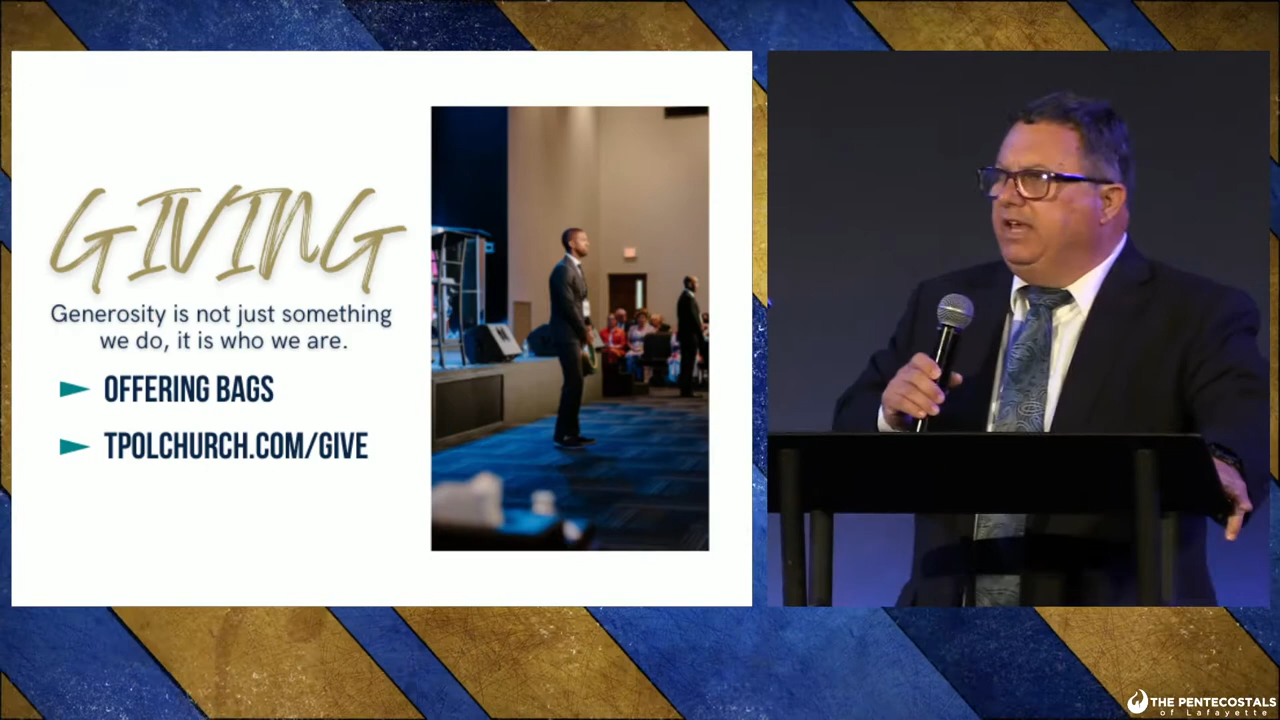 GIVING
Generosity is not just something
we do, it is who we are.
OFFERING BAGS
TPOLCHURCH.COM/GIVE
THE PENTECOSTALS
of Lafayette